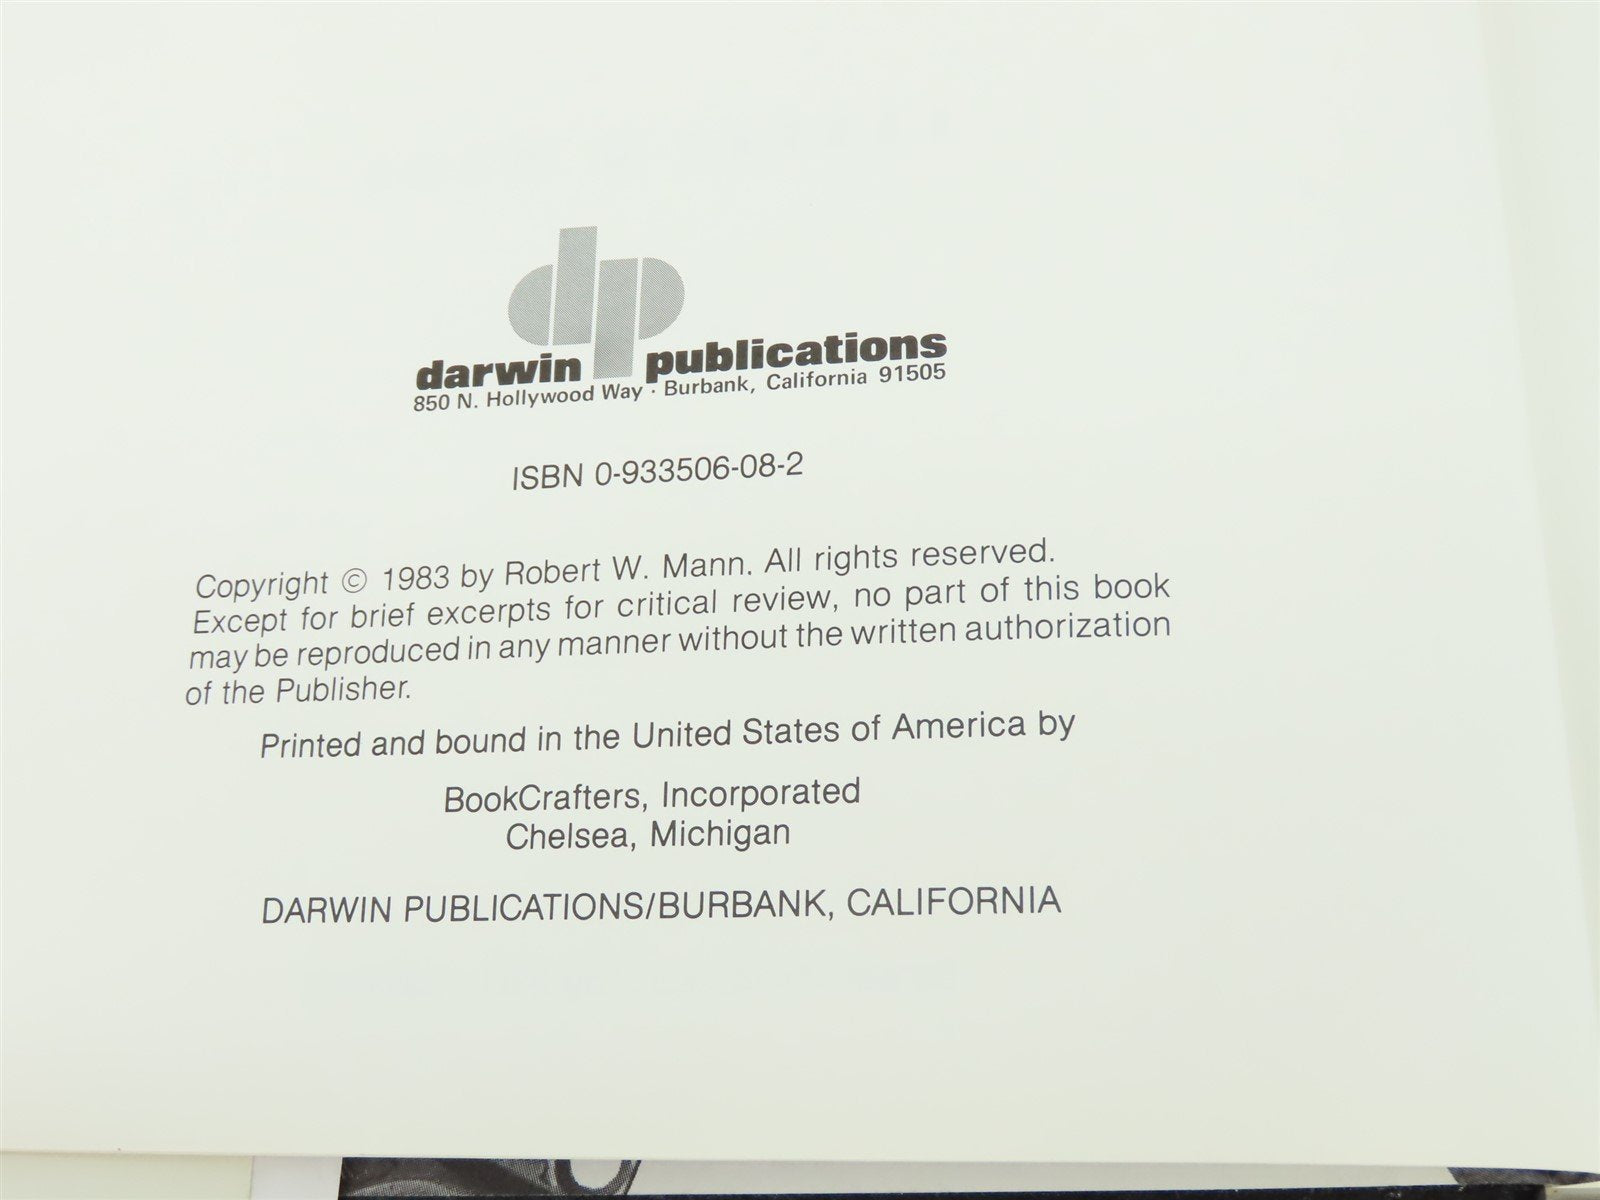 dp
darwin publications
850 N. Hollywood Way · Burbank, California 91505
ISBN 0-933506-08-2
Copyright © 1983 by Robert W. Mann. All rights reserved.
Except for brief excerpts for critical review, no part of this book
may be reproduced in any manner without the written authorization
of the Publisher.
Printed and bound in the United States of America by
BookCrafters, Incorporated
Chelsea, Michigan
DARWIN PUBLICATIONS/BURBANK, CALIFORNIA